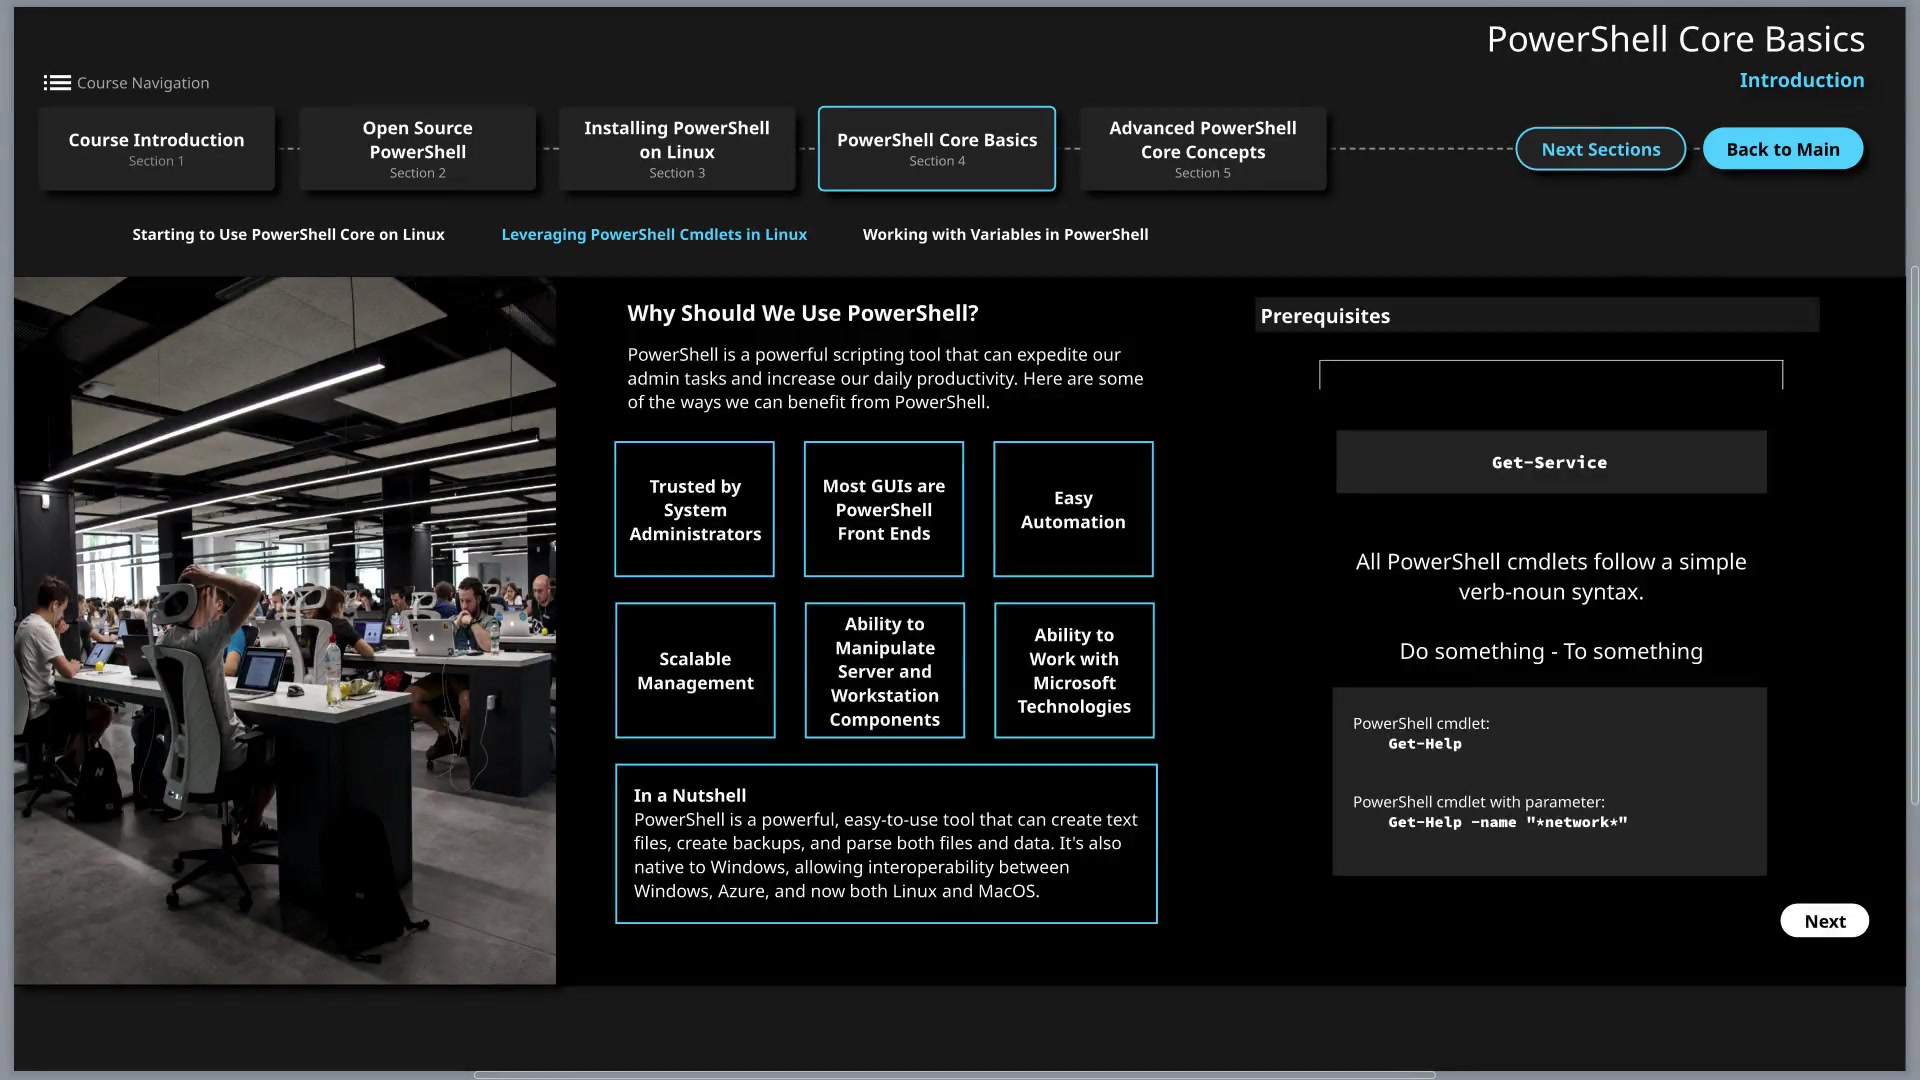 PowerShell Core Basics
Introduction
Course Navigation
Course Introduction
Section 1
Open Source
PowerShell
Section 2
Installing PowerShell
on Linux
Section 3
PowerShell Core Basics
Section 4
Advanced PowerShell
Core Concepts
Section 5
Next Sections
Back to Main
Starting to Use PowerShell Core on Linux
Leveraging PowerShell Cmdlets in Linux
Working with Variables in PowerShell
Why Should We Use PowerShell?
PowerShell is a powerful scripting tool that can expedite our
admin tasks and increase our daily productivity. Here are some
of the ways we can benefit from PowerShell.
Trusted by
System
Administrators
Most GUIs are
PowerShell
Front Ends
Easy
Automation
Scalable
Management
Ability to
Manipulate
Server and
Workstation
Components
Ability to
Work with
Microsoft
Technologies
In a Nutshell
PowerShell is a powerful, easy-to-use tool that can create text
files, create backups, and parse both files and data. It's also
native to Windows, allowing interoperability between
Windows, Azure, and now both Linux and MacOS.
Prerequisites
Get-Service
All PowerShell cmdlets follow a simple
verb-noun syntax.
Do something - To something
PowerShell cmdlet:
Get-Help
PowerShell cmdlet with parameter:
Get-Help -name "*network*"
Next